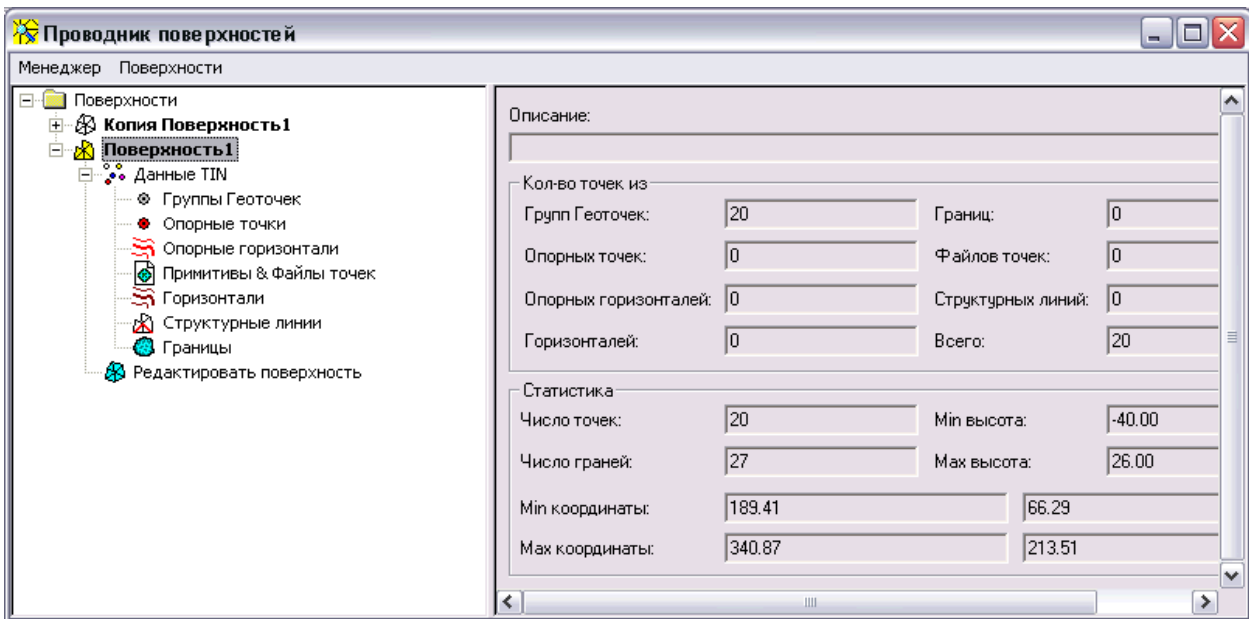 Проводник поверхностей
Менеджер Поверхности
Поверхности
Копия Поверхность1
Поверхность1
Данные TIN
Группы Геоточек
Опорные точки
Опорные горизонтали
Примитивы & Файлы точек
Горизонтали
Структурные линии
Границы
Редактировать поверхность
Описание:
Кол-во точек из
Групп Геоточек: 20 Границ: 0
Опорных точек: 0 Файлов точек: 0
Опорных горизонталей: 0 Структурных линий: 0
Горизонталей: 0 Всего: 20
Статистика
Число точек: 20 Min высота: -40.00
Число граней: 27 Max высота: 26.00
Min координаты: 189.41 66.29
Max координаты: 340.87 213.51